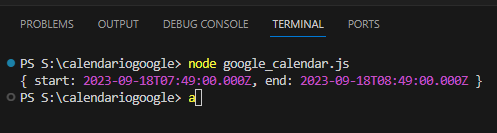 PROBLEMS OUTPUT DEBUG CONSOLE TERMINAL PORTS
PS S:\calendariogoogle> node google_calendar.js
{ start: 2023-09-18T07:49:00.000Z, end: 2023-09-18T08:49:00.000Z }
PS S:\calendariogoogle> a